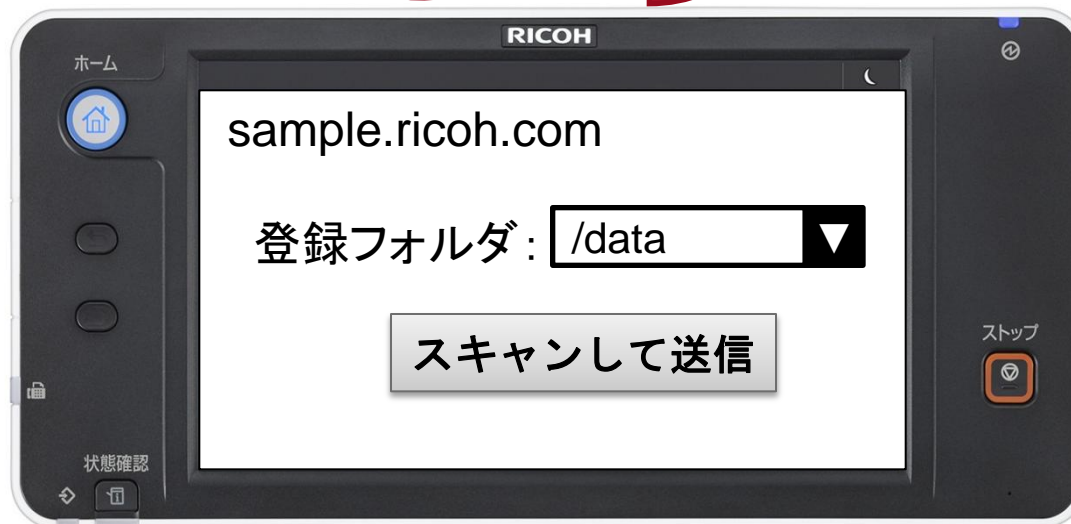 RICOH
ホーム
sample.ricoh.com
登録フォルダ: /data ▼
スキャンして送信
ストップ
状態確認